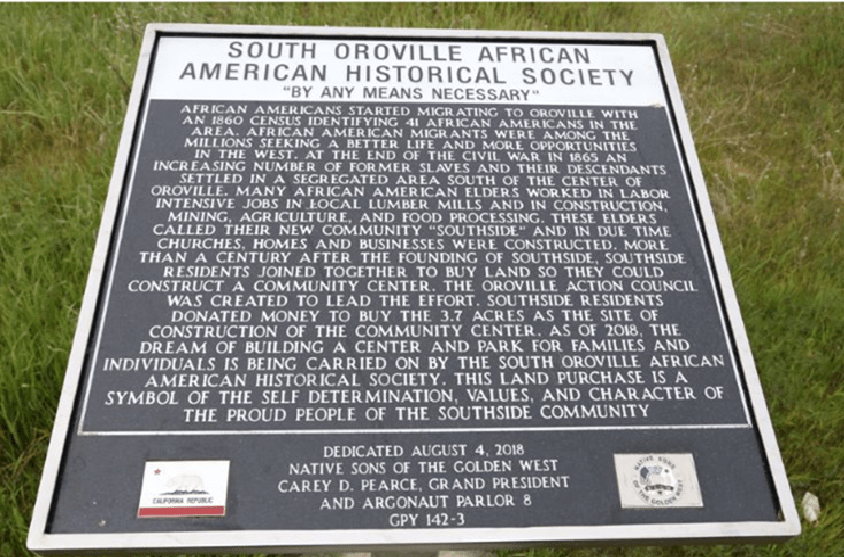 SOUTH OROVILLE AFRICAN
AMERICAN HISTORICAL SOCIETY
"BY ANY MEANS NECESSARY"
AFRICAN AMERICANS STARTED MIGRATING TO OROVILLE WITH
AN 1860 CENSUS IDENTIFYING 41 AFRICAN AMERICANS IN THE
AREA. AFRICAN AMERICAN MIGRANTS WERE AMONG THE
MILLIONS SEEKING A BETTER LIFE AND MORE OPPORTUNITIES
IN THE WEST. AT THE END OF THE CIVIL WAR IN 1865 AN
INCREASING NUMBER OF FORMER SLAVES AND THEIR DESCENDANTS
SETTLED IN A SEGREGATED AREA SOUTH OF THE CENTER OF
OROVILLE. MANY AFRICAN AMERICAN ELDERS WORKED IN LABOR
INTENSIVE JOBS IN LOCAL LUMBER MILLS AND IN CONSTRUCTION,
MINING, AGRICULTURE, AND FOOD PROCESSING. THESE ELDERS
CALLED THEIR NEW COMMUNITY "SOUTHSIDE" AND IN DUE TIME
CHURCHES, HOMES AND BUSINESSES WERE CONSTRUCTED. MORE
THAN A CENTURY AFTER THE FOUNDING OF SOUTHSIDE, SOUTHSIDE
RESIDENTS JOINED TOGETHER TO BUY LAND SO THEY COULD
CONSTRUCT A COMMUNITY CENTER. THE OROVILLE ACTION COUNCIL
WAS CREATED TO LEAD THE EFFORT. SOUTHSIDE RESIDENTS
DONATED MONEY TO BUY THE 3.7 ACRES AS THE SITE OF
CONSTRUCTION OF THE COMMUNITY CENTER. AS OF 2018, THE
DREAM OF BUILDING A CENTER AND PARK FOR FAMILIES AND
INDIVIDUALS IS BEING CARRIED ON BY THE SOUTH OROVILLE AFRICAN
AMERICAN HISTORICAL SOCIETY. THIS LAND PURCHASE IS A
SYMBOL OF THE SELF DETERMINATION, VALUES, AND CHARACTER OF
THE PROUD PEOPLE OF THE SOUTHSIDE COMMUNITY
DEDICATED AUGUST 4, 2018
NATIVE SONS OF THE GOLDEN WEST
CAREY D. PEARCE, GRAND PRESIDENT
AND ARGONAUT PARLOR 8
GPY 142-3
CALIFORNIA REPUBLIC
NATIVE SONS
OF THE GOLDEN WEST